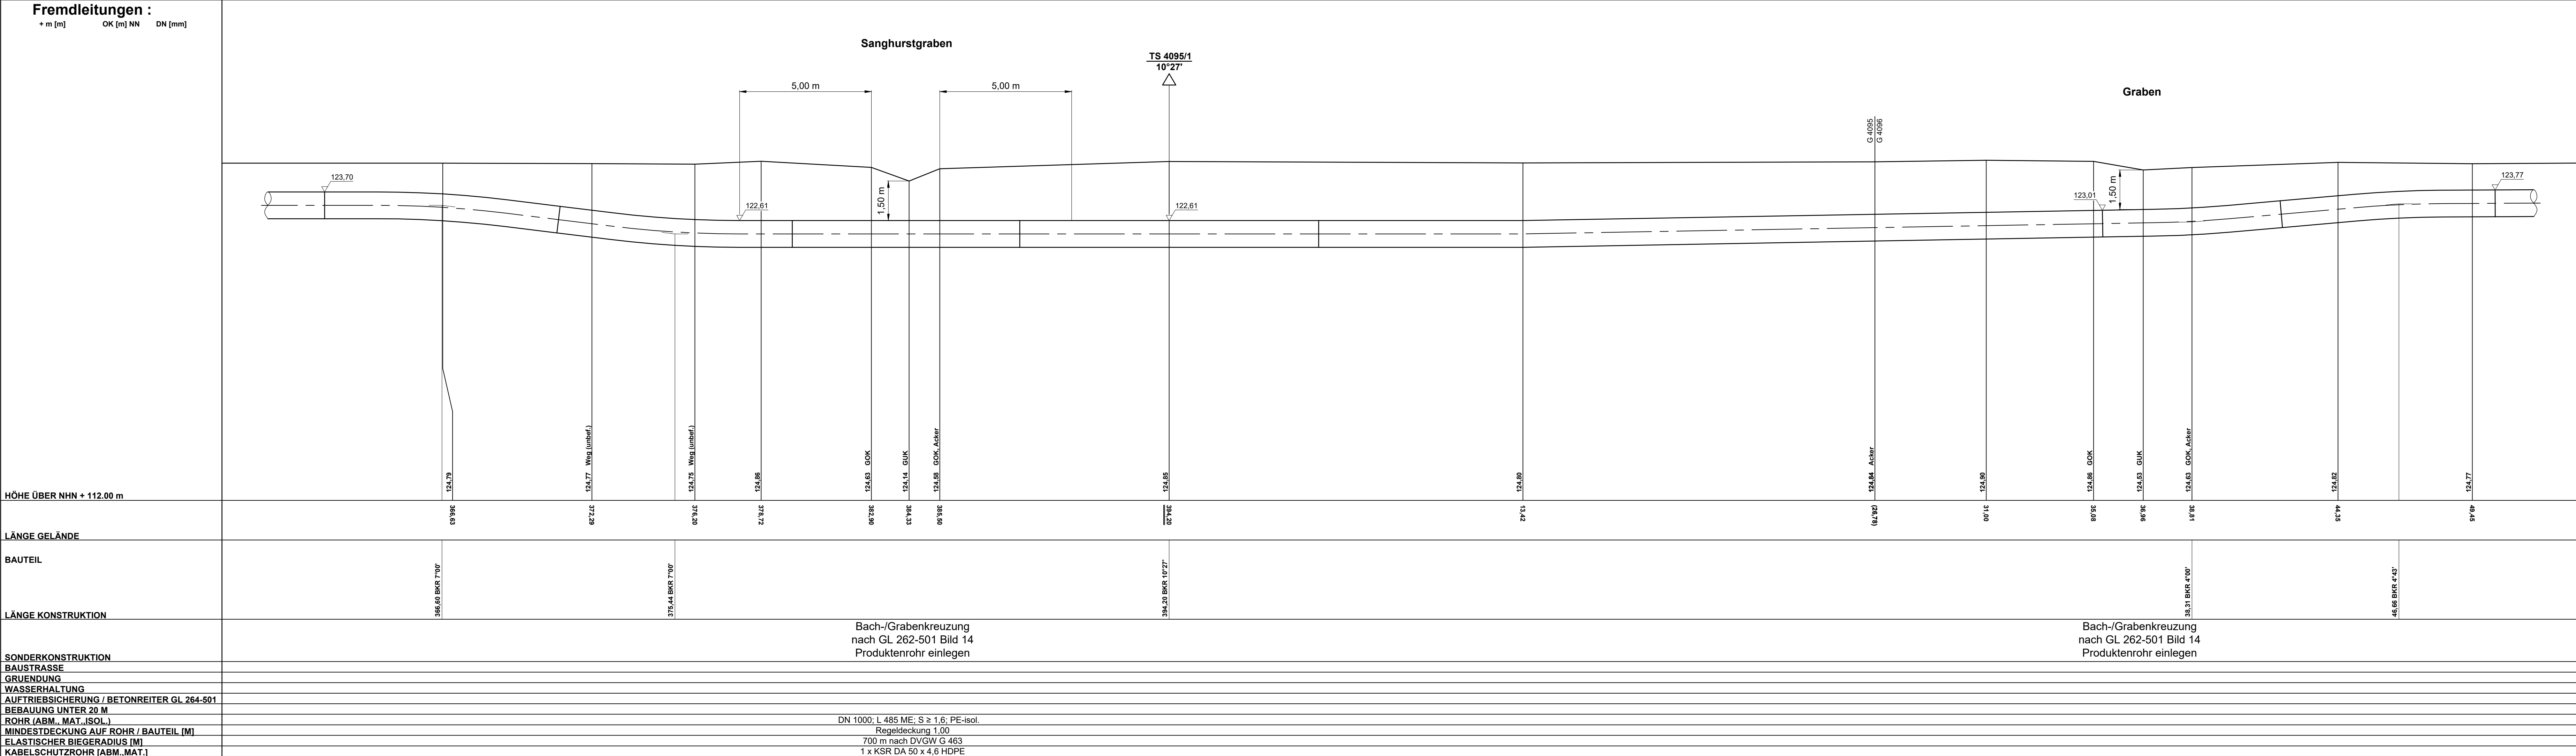 Fremdleitungen :
+ m [m] OK [m] NN DN [mm]
Sanghurstgraben
TS 4095/1
10°27'
5,00 m
5,00 m
Graben
G 4095
G 4096
123,70
1,50 m
122,61
122,61
123,01
1,50 m
123,77
124,79
124,77 Weg (unbef.)
124,75 Weg (unbef.)
124,86
124,63 GOK
124,14 GUK
124,58 GOK, Acker
124,85
124,80
124,84 Acker
124,90
124,86 GOK
124,53 GUK
124,63 GOK, Acker
124,82
124,77
HÖHE ÜBER NHN + 112.00 m
366,63
372,29
376,20
378,72
382,90
384,33
385,50
394,20
13,42
(26,78)
31,00
35,08
36,96
38,81
44,35
49,45
LÄNGE GELÄNDE
BAUTEIL
366,60 BKR 7°00'
375,44 BKR 7°00'
394,20 BKR 10°27'
38,31 BKR 4°00'
46,66 BKR 4°43'
LÄNGE KONSTRUKTION
Bach-/Grabenkreuzung
nach GL 262-501 Bild 14
Produktenrohr einlegen
Bach-/Grabenkreuzung
nach GL 262-501 Bild 14
Produktenrohr einlegen
SONDERKONSTRUKTION
BAUSTRASSE
GRUENDUNG
WASSERHALTUNG
AUFTRIEBSICHERUNG / BETONREITER GL 264-501
BEBAUUNG UNTER 20 M
ROHR (ABM., MAT.,ISOL.) DN 1000; L 485 ME; S ≥ 1,6; PE-isol.
MINDESTDECKUNG AUF ROHR / BAUTEIL [M] Regeldeckung 1,00
ELASTISCHER BIEGERADIUS [M] 700 m nach DVGW G 463
KABELSCHUTZROHR [ABM.,MAT.] 1 x KSR DA 50 x 4,6 HDPE